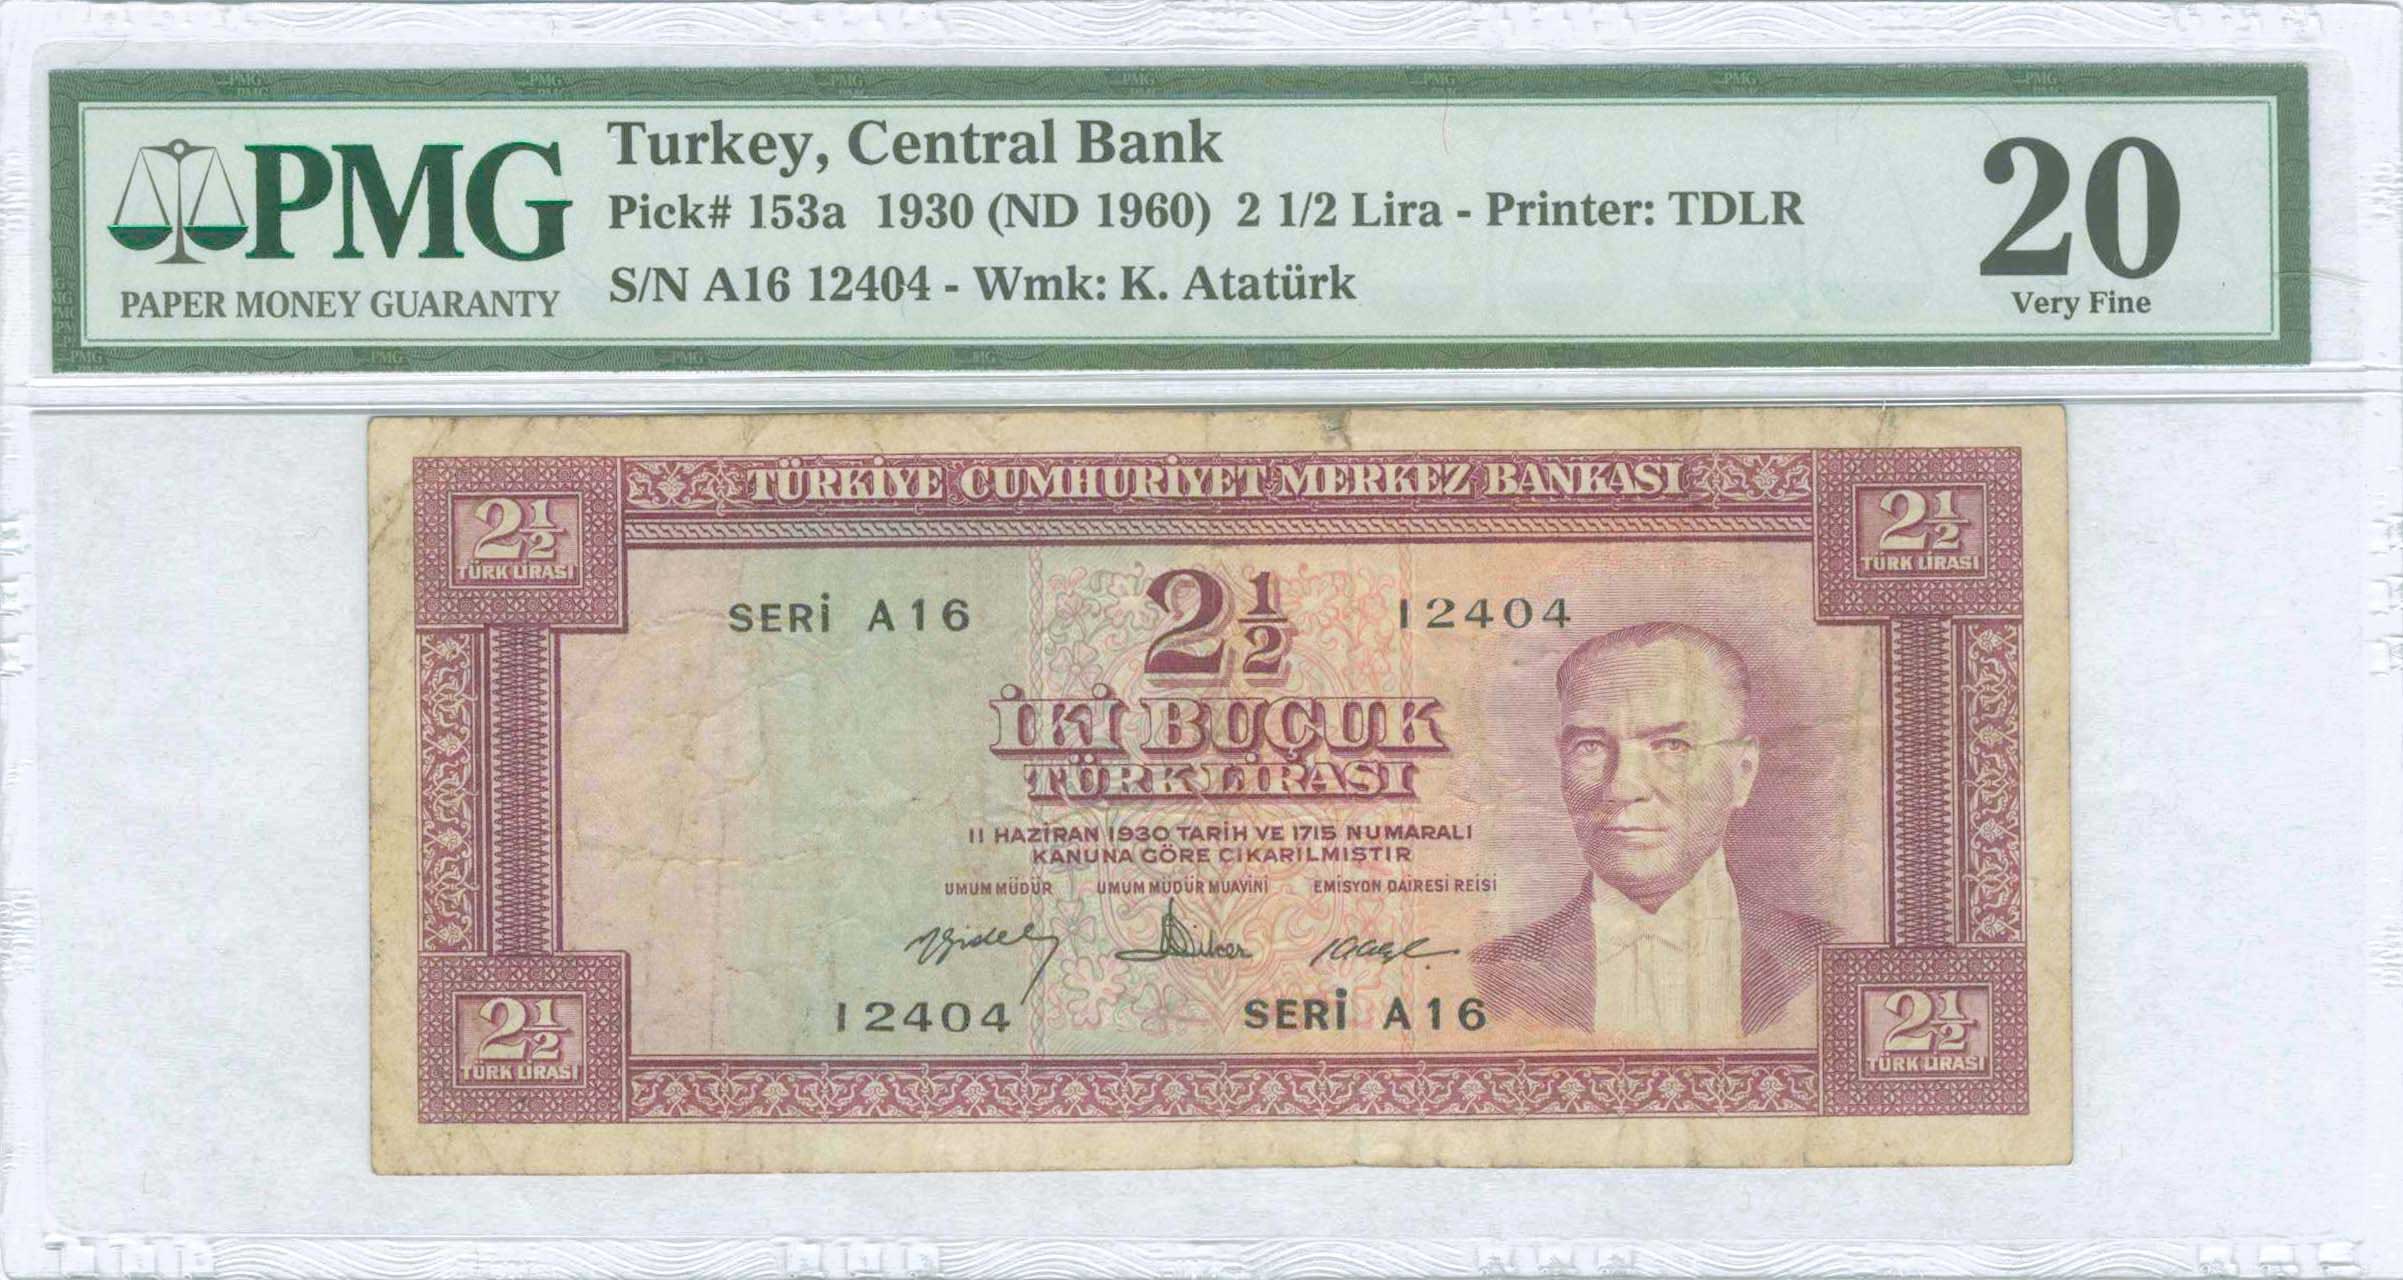 PMG
PAPER MONEY GUARANTY
Turkey, Central Bank
Pick# 153a 1930 (ND 1960) 2 1/2 Lira - Printer: TDLR
S/N A16 12404 - Wmk: K. Atatürk
20
Very Fine
TÜRKİYE CUMHURİYET MERKEZ BANKASI
2½
TÜRK LİRASI
2½
TÜRK LİRASI
SERİ A16
2½
12404
İKİ BUÇUK
TÜRK LİRASI
11 HAZİRAN 1930 TARİH VE 1715 NUMARALI
KANUNA GÖRE ÇIKARILMIŞTIR
UMUM MÜDÜR UMUM MÜDÜR MUAVİNİ EMİSYON DAİRESİ REİSİ
12404
SERİ A16
2½
TÜRK LİRASI
2½
TÜRK LİRASI